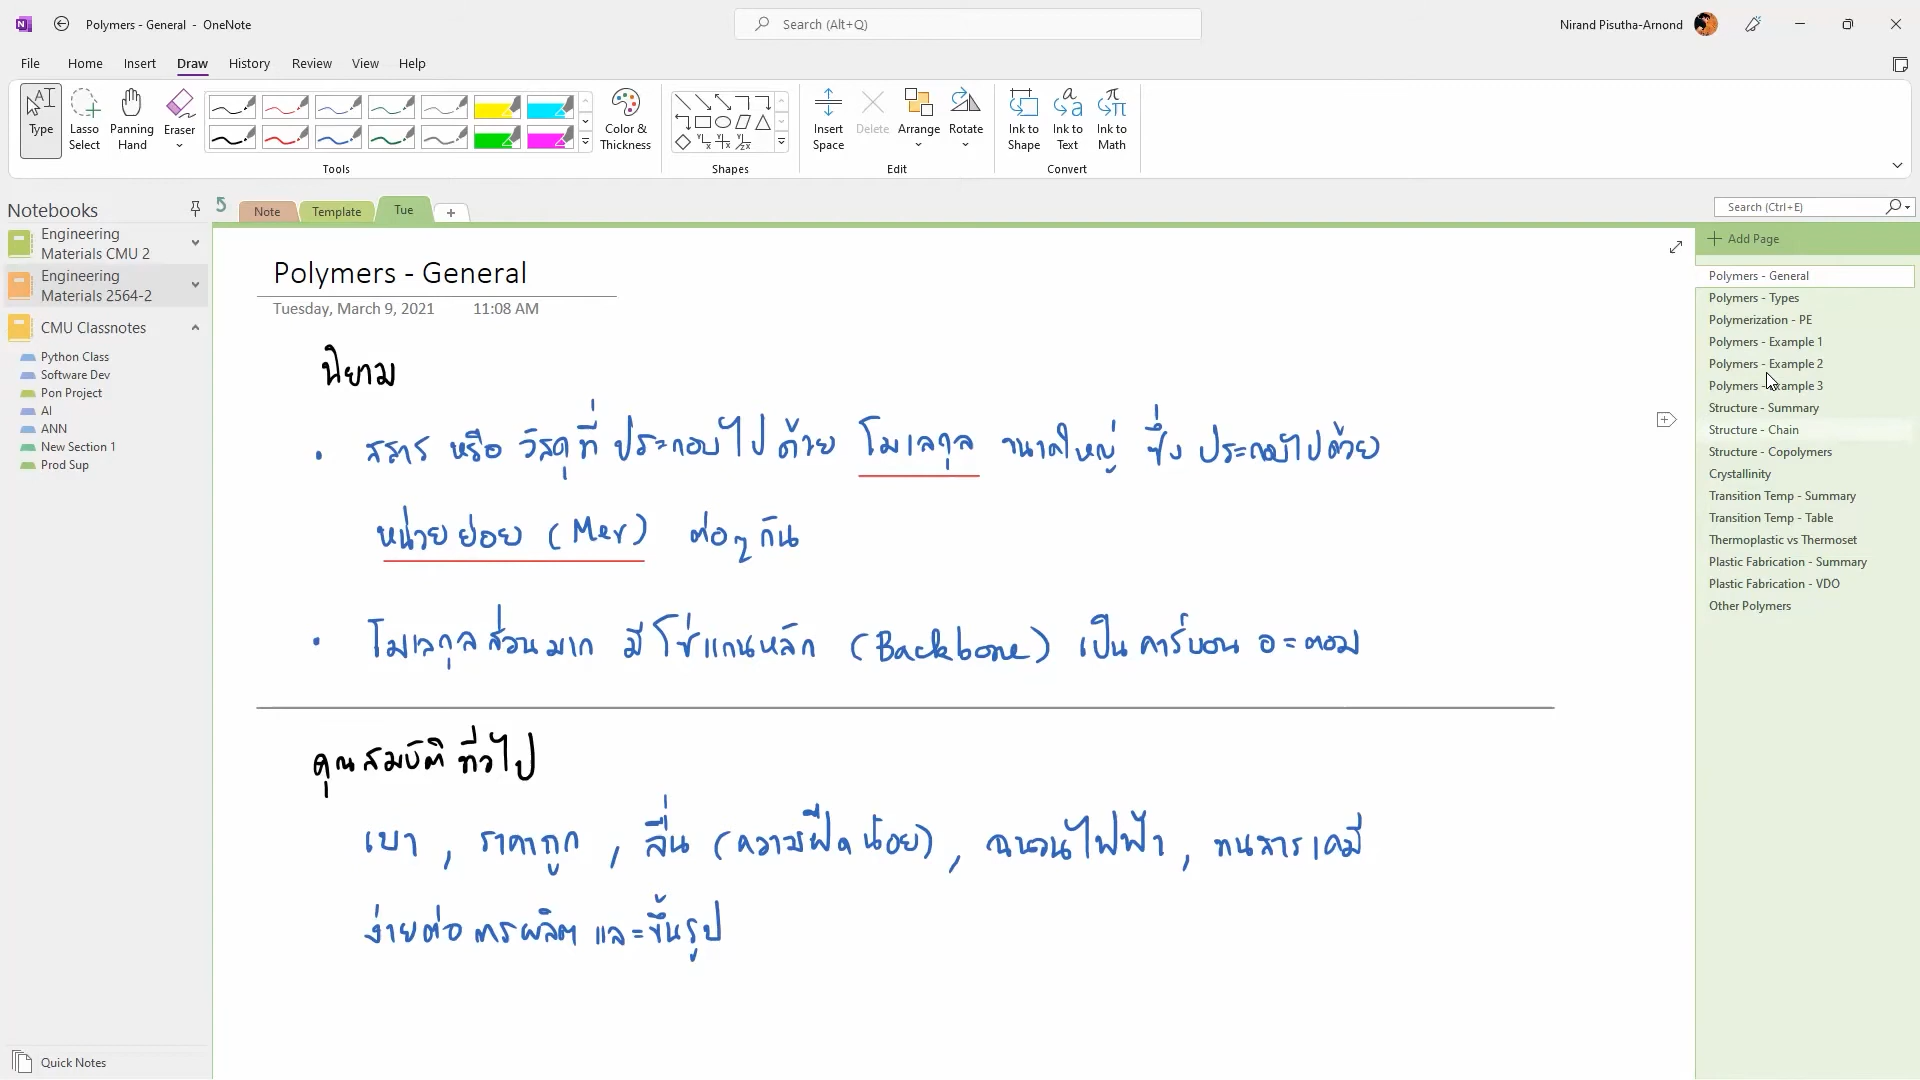 Polymers - General - OneNote
Search (Alt+Q)
Nirand Pisutha-Arnond
File Home Insert Draw History Review View Help
Type
Lasso Select
Panning Hand
Eraser
Color & Thickness
Insert Space
Delete
Arrange
Rotate
Ink to Shape
Ink to Text
Ink to Math
Tools Shapes Edit Convert
Notebooks
Engineering Materials CMU 2
Engineering Materials 2564-2
CMU Classnotes
Python Class
Software Dev
Pon Project
AI
ANN
New Section 1
Prod Sup
Quick Notes
Note Template Tue
Search (Ctrl+E)
Polymers - General
Tuesday, March 9, 2021 11:08 AM
นิยาม
• สสาร หรือ วัสดุที่ ประกอบไปด้วย โมเลกุล ขนาดใหญ่ ซึ่ง ประกอบไปด้วย
หน่วยย่อย (Mer) ต่อๆ กัน
• โมเลกุลส่วนมาก มีโซ่แกนหลัก (Backbone) เป็นคาร์บอน อะตอม
คุณสมบัติ ทั่วไป
เบา , ราคาถูก , ลื่น (ความฝืดน้อย) , ฉนวนไฟฟ้า , ทนสารเคมี
ง่ายต่อ การผลิต และขึ้นรูป
Add Page
Polymers - General
Polymers - Types
Polymerization - PE
Polymers - Example 1
Polymers - Example 2
Polymers - Example 3
Structure - Summary
Structure - Chain
Structure - Copolymers
Crystallinity
Transition Temp - Summary
Transition Temp - Table
Thermoplastic vs Thermoset
Plastic Fabrication - Summary
Plastic Fabrication - VDO
Other Polymers